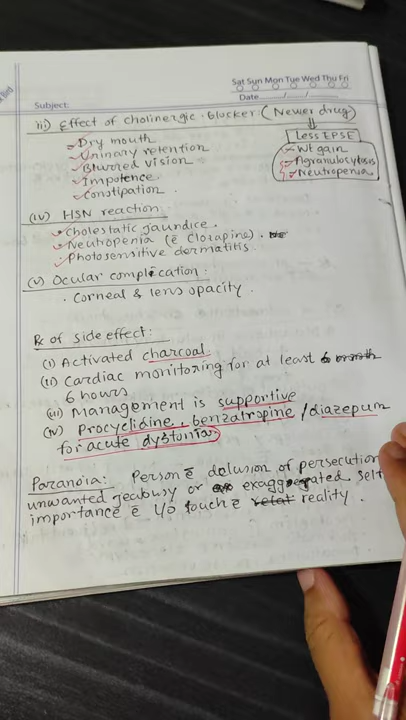 Sat Sun Mon Tue Wed Thu Fri
Subject:
Date
iii) Effect of cholinergic blocker (Newer drug)
- Dry mouth
- Urinary retention
- Blurred vision
- Impotence
- Constipation.
Less EPSE
- Wt gain
- Agranulocytosis
- Neutropenia
(iv) HSN reaction
• Cholestatic jaundice.
• Neutropenia (c̄ Clozapine).
• Photosensitive dermatitis.
(v) Ocular complication.
. Corneal & lens opacity.
Rx of side effect:
(i) Activated charcoal
(ii) Cardiac monitoring for at least
6 hours
(iii) Management is supportive
(iv) Procyclidine, benzatropine / diazepam
for acute dystonia
Paranoia: Person c̄ delusion of persecution
unwanted jealousy or exaggerated self
importance c̄ l/o touch c̄ reality.